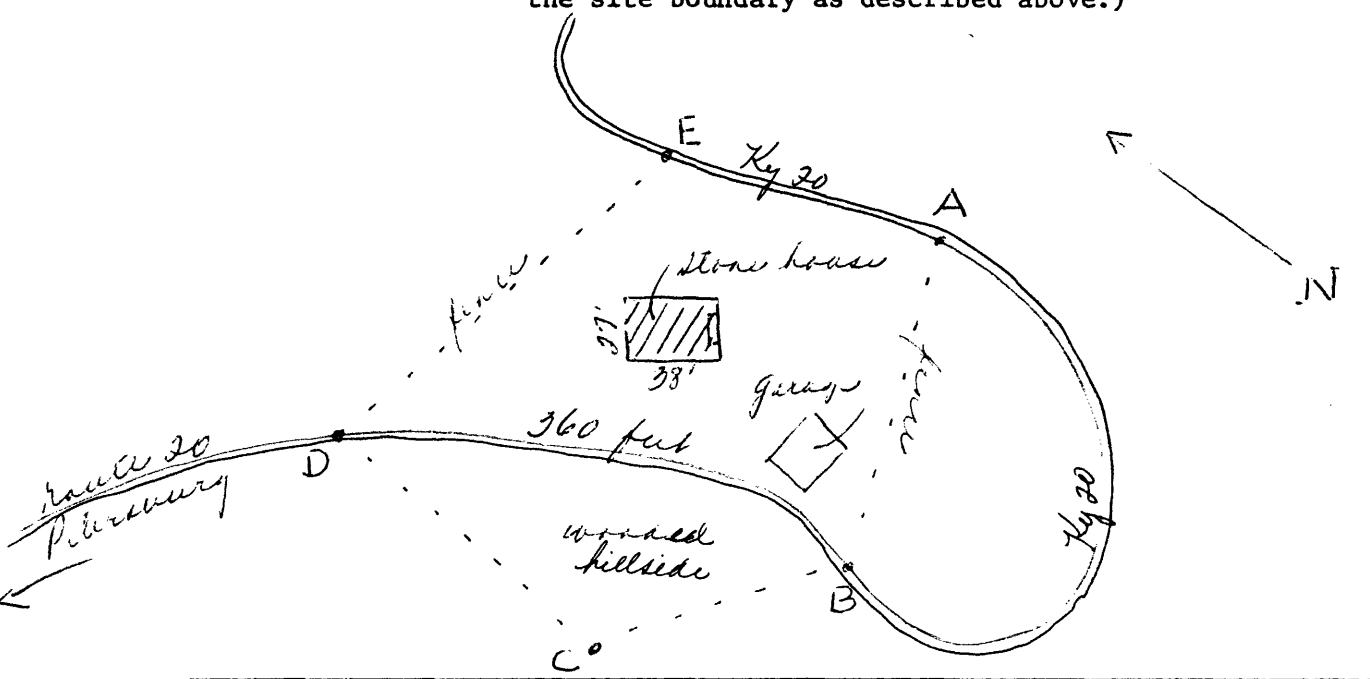 the site boundary as described above.)
E
Ky 20
A
N
stone house
fence
27'
38'
garage
fence
360 feet
Route 20
Petersburg
D
Ky 20
wooded
hillside
B
C